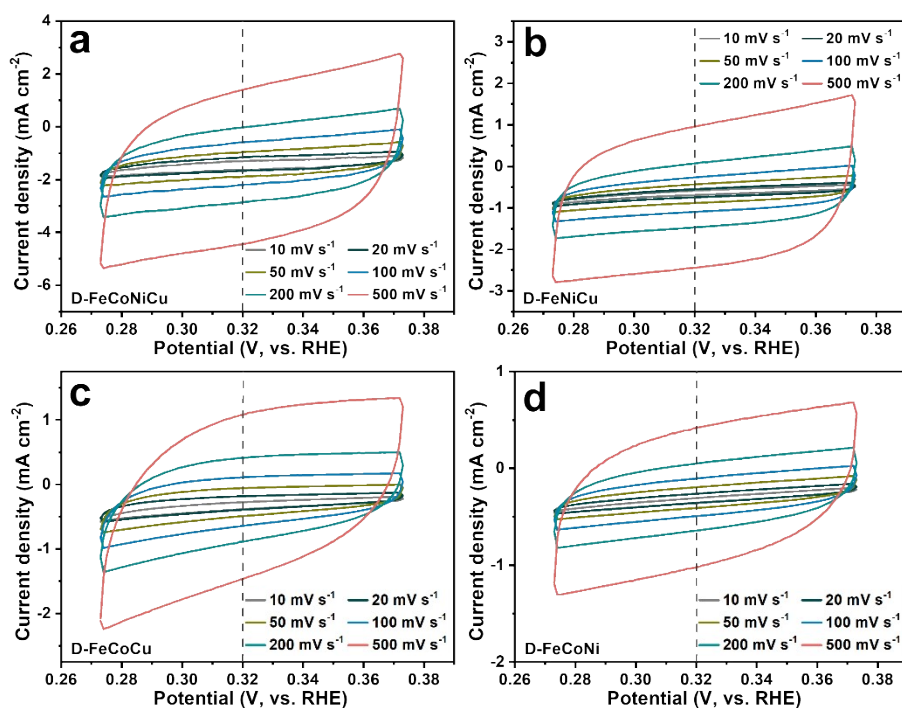 a
Current density (mA cm-2)
4
2
0
-2
-4
-6
10 mV s-1 20 mV s-1
50 mV s-1 100 mV s-1
200 mV s-1 500 mV s-1
D-FeCoNiCu
0.26 0.28 0.30 0.32 0.34 0.36 0.38
Potential (V, vs. RHE)
b
Current density (mA cm-2)
3
2
1
0
-1
-2
-3
10 mV s-1 20 mV s-1
50 mV s-1 100 mV s-1
200 mV s-1 500 mV s-1
D-FeNiCu
0.26 0.28 0.30 0.32 0.34 0.36 0.38
Potential (V, vs. RHE)
c
Current density (mA cm-2)
1
0
-1
-2
10 mV s-1 20 mV s-1
50 mV s-1 100 mV s-1
200 mV s-1 500 mV s-1
D-FeCoCu
0.26 0.28 0.30 0.32 0.34 0.36 0.38
Potential (V, vs. RHE)
d
Current density (mA cm-2)
1
0
-1
-2
10 mV s-1 20 mV s-1
50 mV s-1 100 mV s-1
200 mV s-1 500 mV s-1
D-FeCoNi
0.26 0.28 0.30 0.32 0.34 0.36 0.38
Potential (V, vs. RHE)